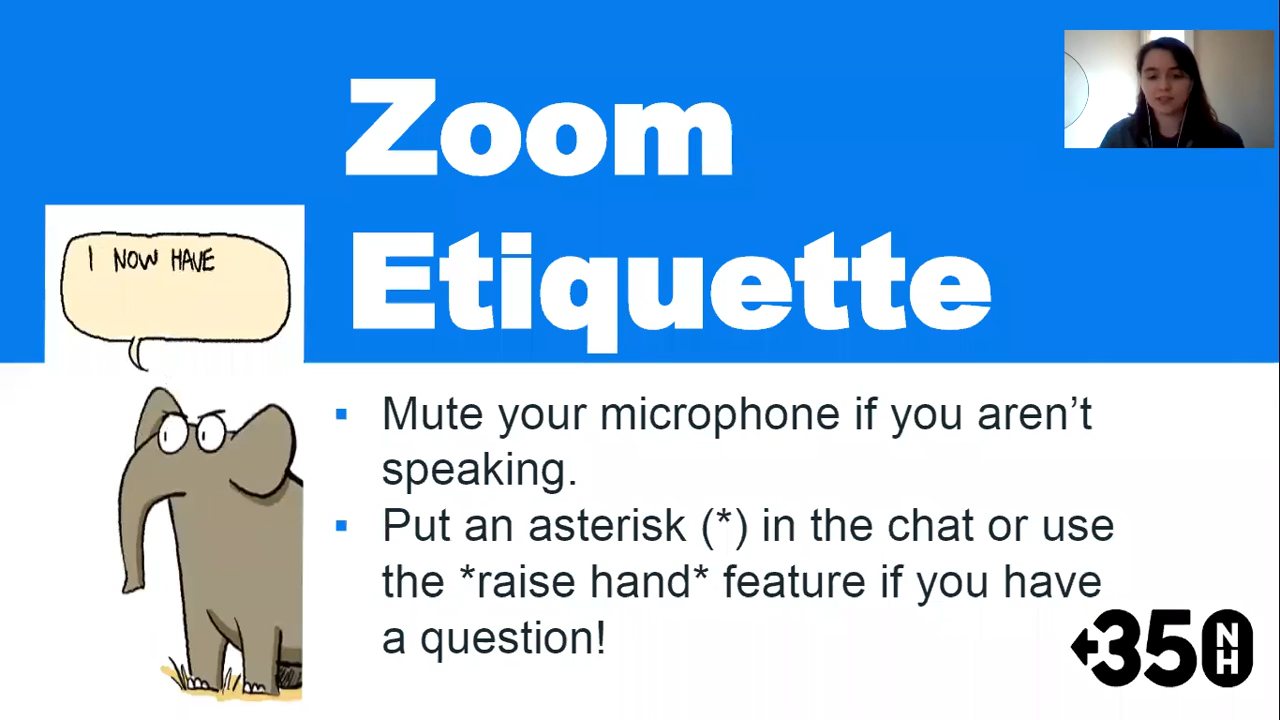 Zoom
Etiquette
I NOW HAVE
▪ Mute your microphone if you aren’t
speaking.
▪ Put an asterisk (*) in the chat or use
the *raise hand* feature if you have
a question!
350
NH